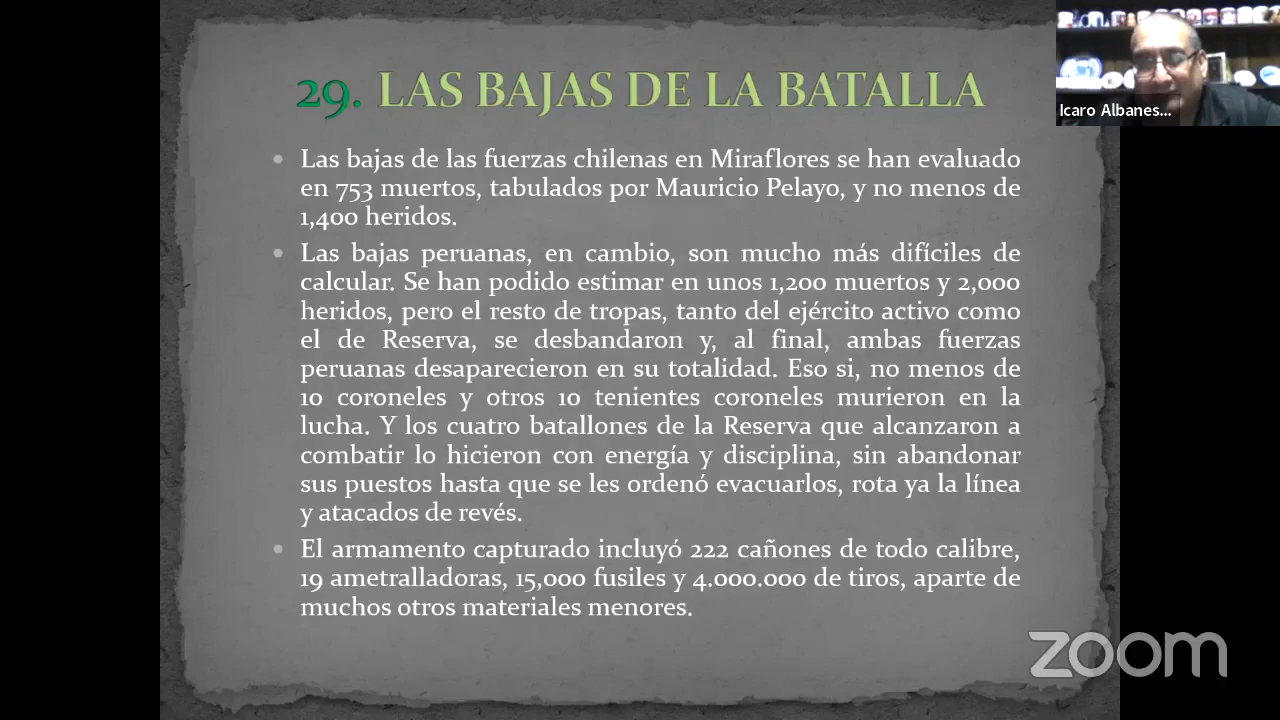 29. LAS BAJAS DE LA BATALLA
Icaro Albanes...
• Las bajas de las fuerzas chilenas en Miraflores se han evaluado
en 753 muertos, tabulados por Mauricio Pelayo, y no menos de
1,400 heridos.
• Las bajas peruanas, en cambio, son mucho más difíciles de
calcular. Se han podido estimar en unos 1,200 muertos y 2,000
heridos, pero el resto de tropas, tanto del ejército activo como
el de Reserva, se desbandaron y, al final, ambas fuerzas
peruanas desaparecieron en su totalidad. Eso si, no menos de
10 coroneles y otros 10 tenientes coroneles murieron en la
lucha. Y los cuatro batallones de la Reserva que alcanzaron a
combatir lo hicieron con energía y disciplina, sin abandonar
sus puestos hasta que se les ordenó evacuarlos, rota ya la línea
y atacados de revés.
• El armamento capturado incluyó 222 cañones de todo calibre,
19 ametralladoras, 15,000 fusiles y 4.000.000 de tiros, aparte de
muchos otros materiales menores.
zoom